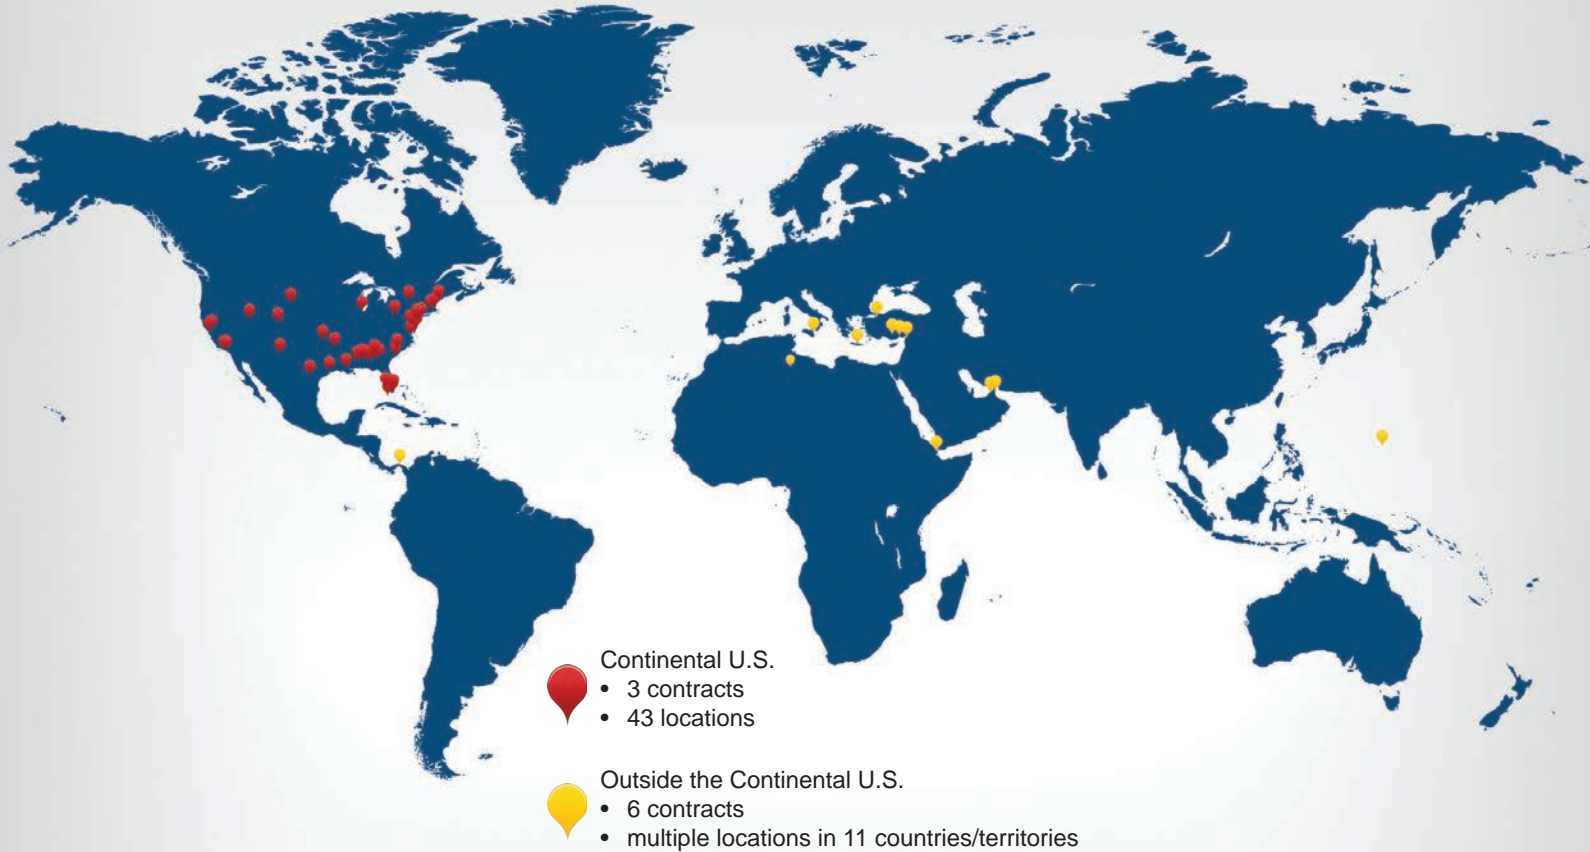 Continental U.S.
• 3 contracts
• 43 locations
Outside the Continental U.S.
• 6 contracts
• multiple locations in 11 countries/territories